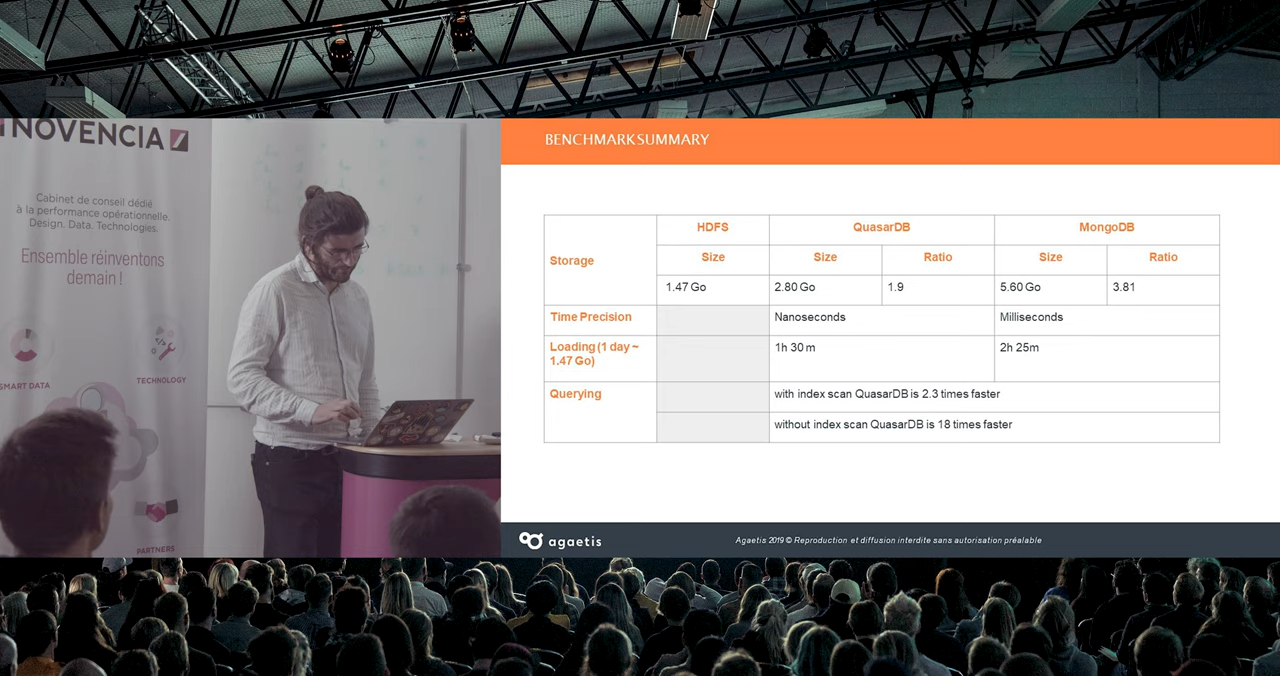 NOVENCIA
Cabinet de conseil dédié
à la performance opérationnelle.
Design. Data. Technologies.
Ensemble réinventons
demain !
SMART DATA
TECHNOLOGY
PARTNERS
BENCHMARK SUMMARY
Storage
HDFS
QuasarDB
MongoDB
Size
Size
Ratio
Size
Ratio
1.47 Go
2.80 Go
1.9
5.60 Go
3.81
Time Precision
Nanoseconds
Milliseconds
Loading (1 day ~
1.47 Go)
1h 30 m
2h 25m
Querying
with index scan QuasarDB is 2.3 times faster
without index scan QuasarDB is 18 times faster
agaetis
Agaetis 2019 © Reproduction et diffusion interdite sans autorisation préalable